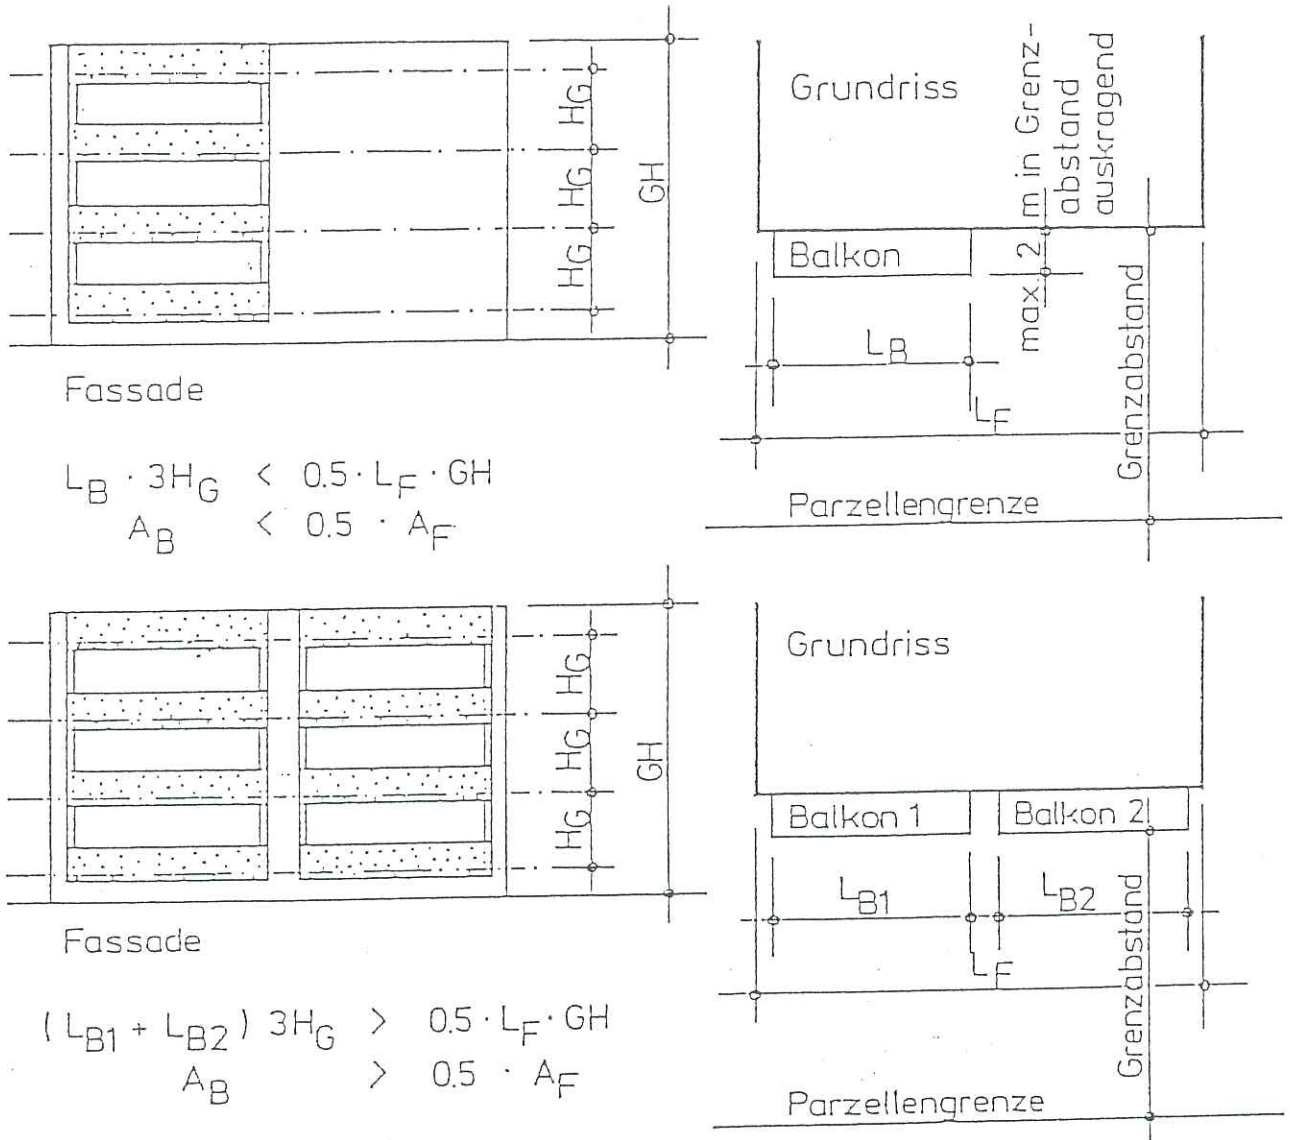 HG
HG
HG
GH
Fassade
LB · 3HG < 0.5 · LF · GH
AB < 0.5 · AF
Grundriss
max. 2 m in Grenz-
abstand
auskragend
Balkon
LB
LF
Grenzabstand
Parzellengrenze
HG
HG
HG
GH
Fassade
(LB1 + LB2) 3HG > 0.5 · LF · GH
AB > 0.5 · AF
Grundriss
Balkon 1
Balkon 2
LB1
LB2
LF
Grenzabstand
Parzellengrenze